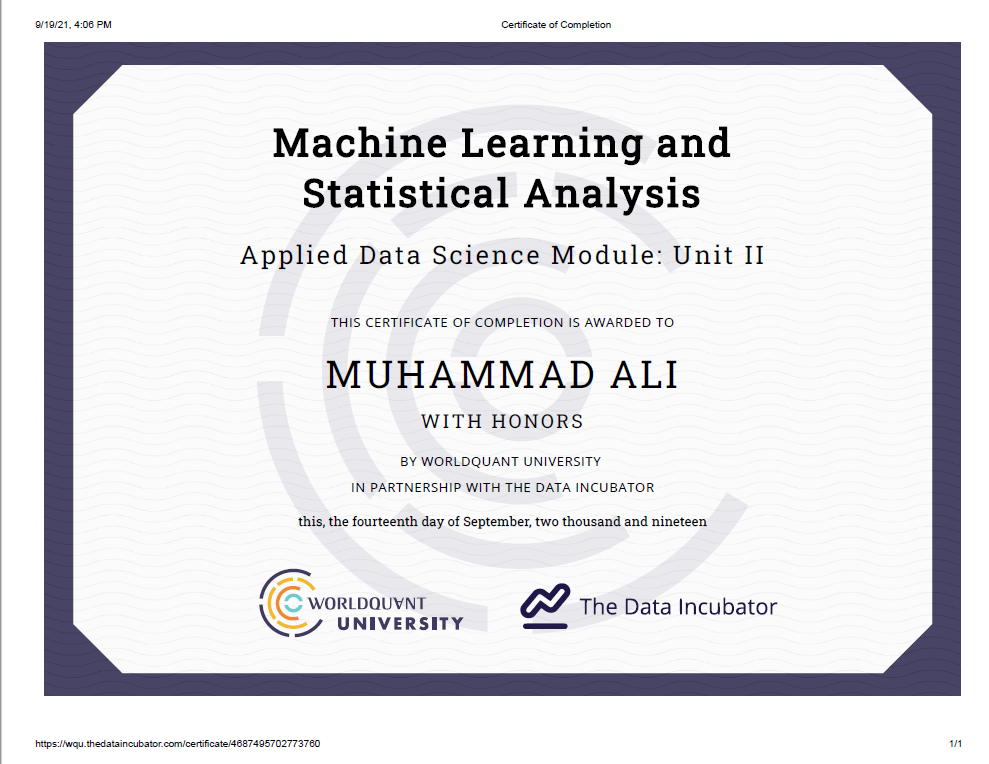 9/19/21, 4:06 PM
Certificate of Completion
Machine Learning and
Statistical Analysis
Applied Data Science Module: Unit II
THIS CERTIFICATE OF COMPLETION IS AWARDED TO
MUHAMMAD ALI
WITH HONORS
BY WORLDQUANT UNIVERSITY
IN PARTNERSHIP WITH THE DATA INCUBATOR
this, the fourteenth day of September, two thousand and nineteen
WORLDQUANT
UNIVERSITY
The Data Incubator
https://wqu.thedataincubator.com/certificate/4687495702773760
1/1